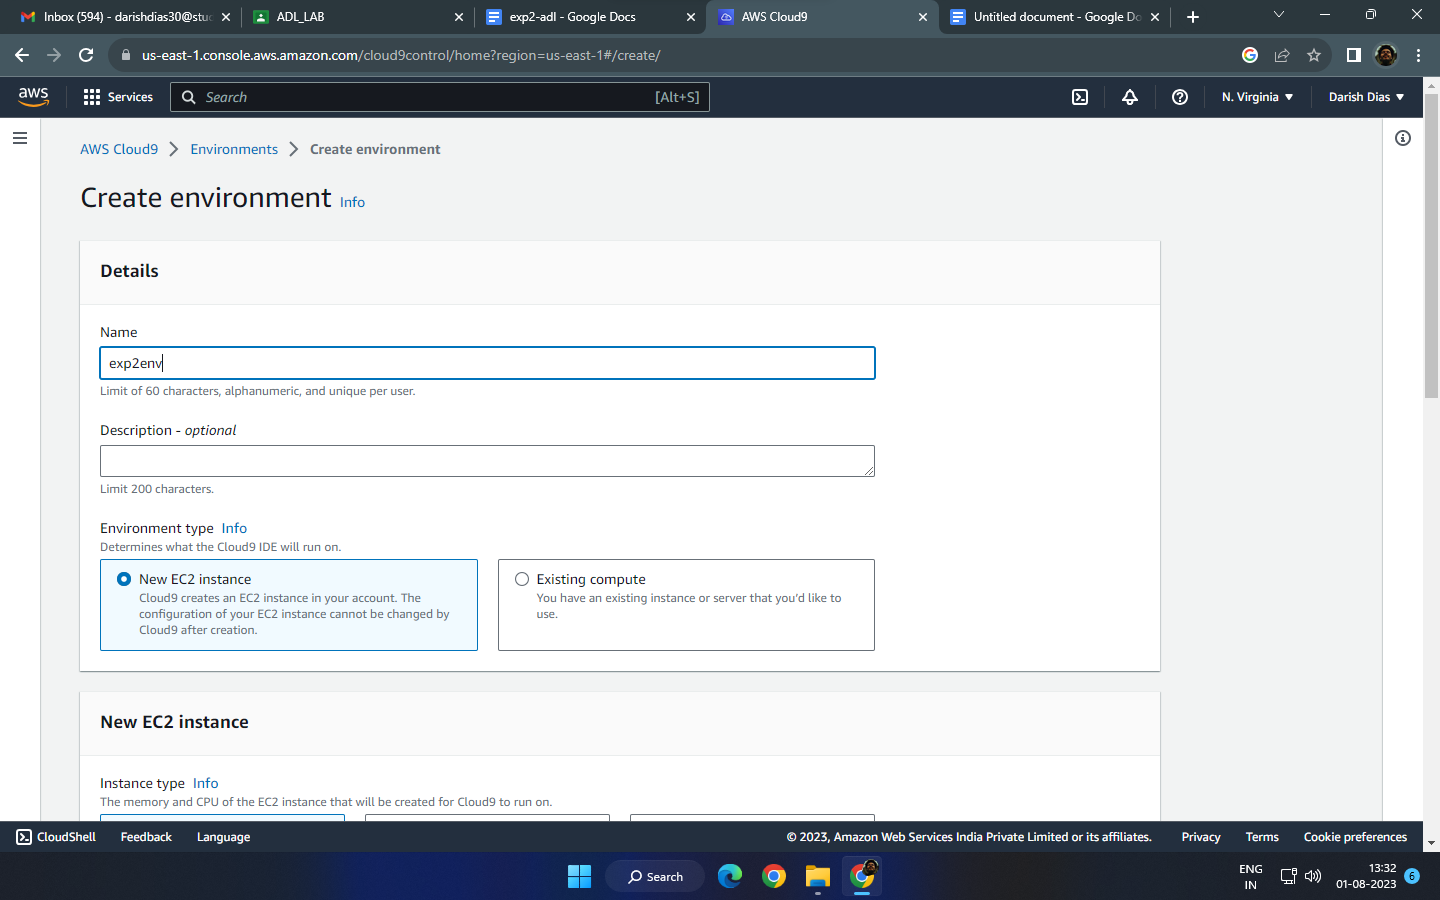 Inbox (594) - darishdias30@stu
ADL_LAB
exp2-adl - Google Docs
AWS Cloud9
Untitled document - Google Do
us-east-1.console.aws.amazon.com/cloud9control/home?region=us-east-1#/create/
aws
Services
Search
[Alt+S]
N. Virginia
Darish Dias
AWS Cloud9
Environments
Create environment
Create environment Info
Details
Name
exp2env
Limit of 60 characters, alphanumeric, and unique per user.
Description - optional
Limit 200 characters.
Environment type Info
Determines what the Cloud9 IDE will run on.
New EC2 instance
Cloud9 creates an EC2 instance in your account. The
configuration of your EC2 instance cannot be changed by
Cloud9 after creation.
Existing compute
You have an existing instance or server that you'd like to
use.
New EC2 instance
Instance type Info
The memory and CPU of the EC2 instance that will be created for Cloud9 to run on.
CloudShell
Feedback
Language
© 2023, Amazon Web Services India Private Limited or its affiliates.
Privacy
Terms
Cookie preferences
Search
ENG
IN
13:32
01-08-2023
6